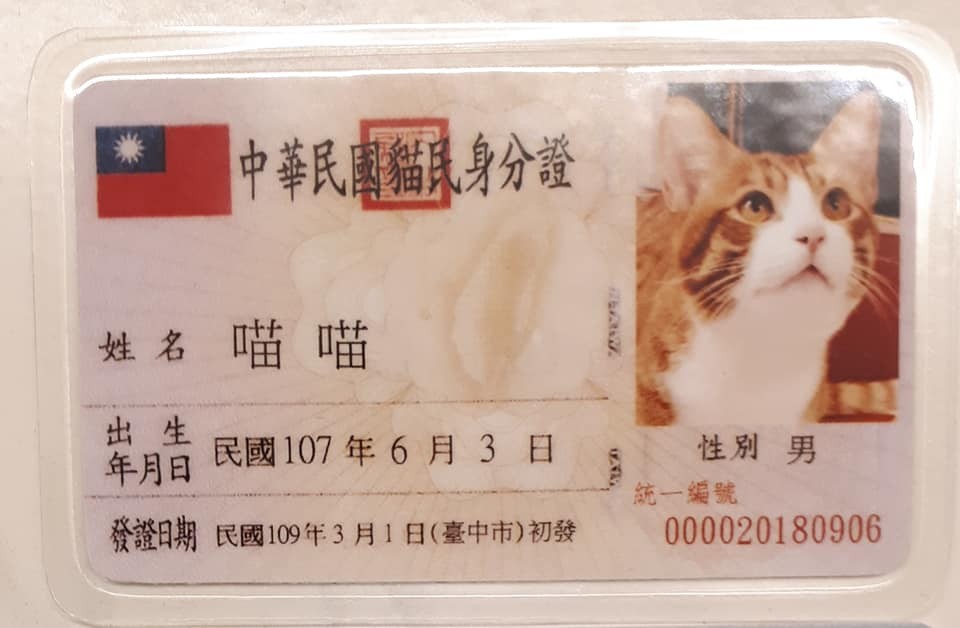 中華民國貓民身分證
姓名 喵喵
出生年月日 民國107年6月3日
性別 男
統一編號
000020180906
發證日期 民國109年3月1日(臺中市)初發